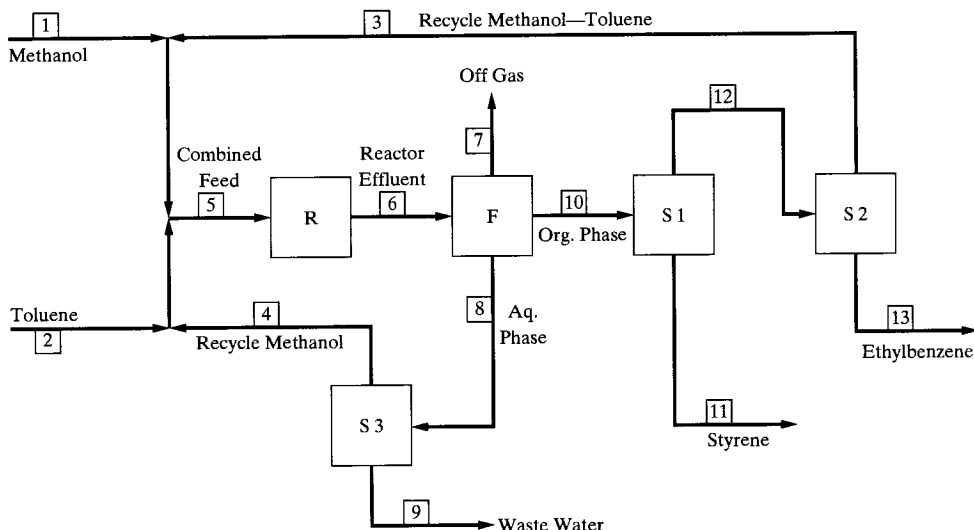 1
Methanol
3
Recycle Methanol—Toluene
Off Gas
7
12
Combined
Feed
5
Reactor
Effluent
6
R
F
10
Org. Phase
S 1
S 2
Toluene
2
4
Recycle Methanol
8
Aq.
Phase
13
Ethylbenzene
S 3
11
Styrene
9
Waste Water